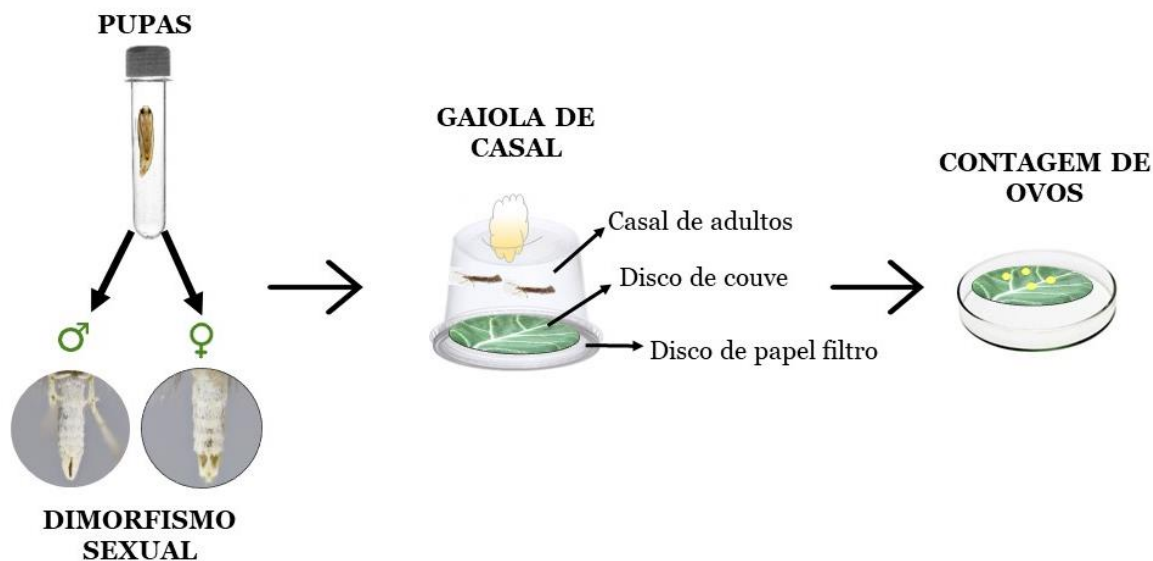 PUPAS
DIMORFISMO
SEXUAL
GAIOLA DE
CASAL
Casal de adultos
Disco de couve
Disco de papel filtro
CONTAGEM DE
OVOS